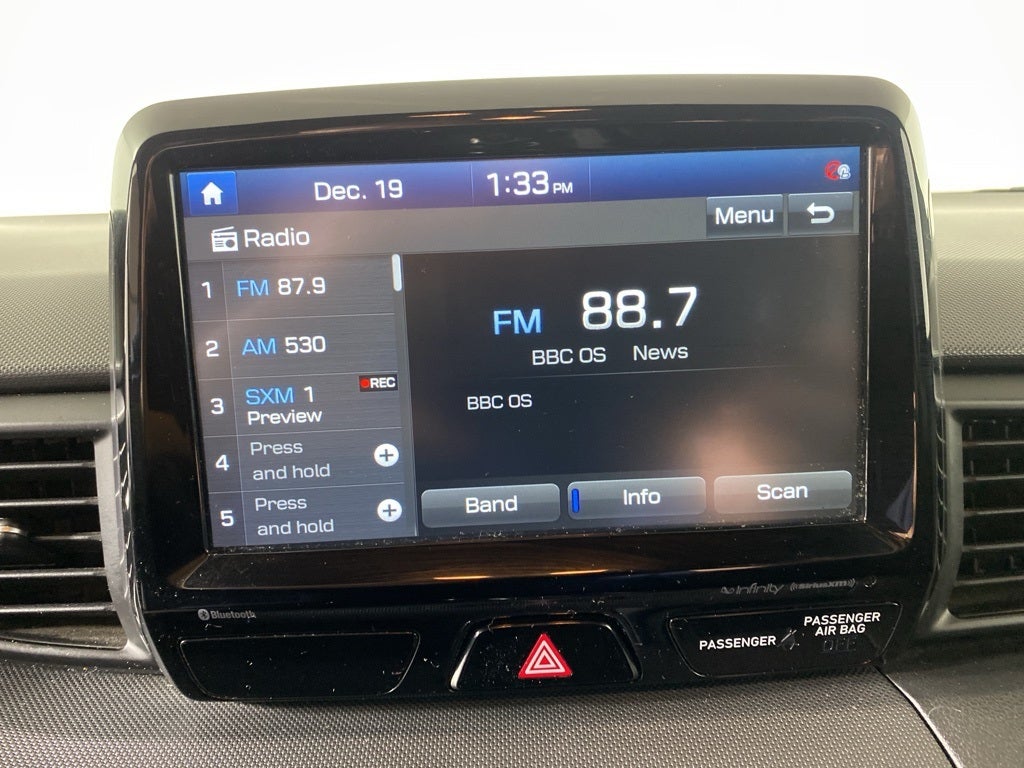 Dec. 19
1:33 PM
Menu
Radio
1 FM 87.9
2 AM 530
3 SXM 1
REC
Preview
4 Press
and hold
5 Press
and hold
FM 88.7
BBC OS News
BBC OS
Band
Info
Scan
Infinity
SiriusXM
Bluetooth
PASSENGER
PASSENGER
AIR BAG
OFF